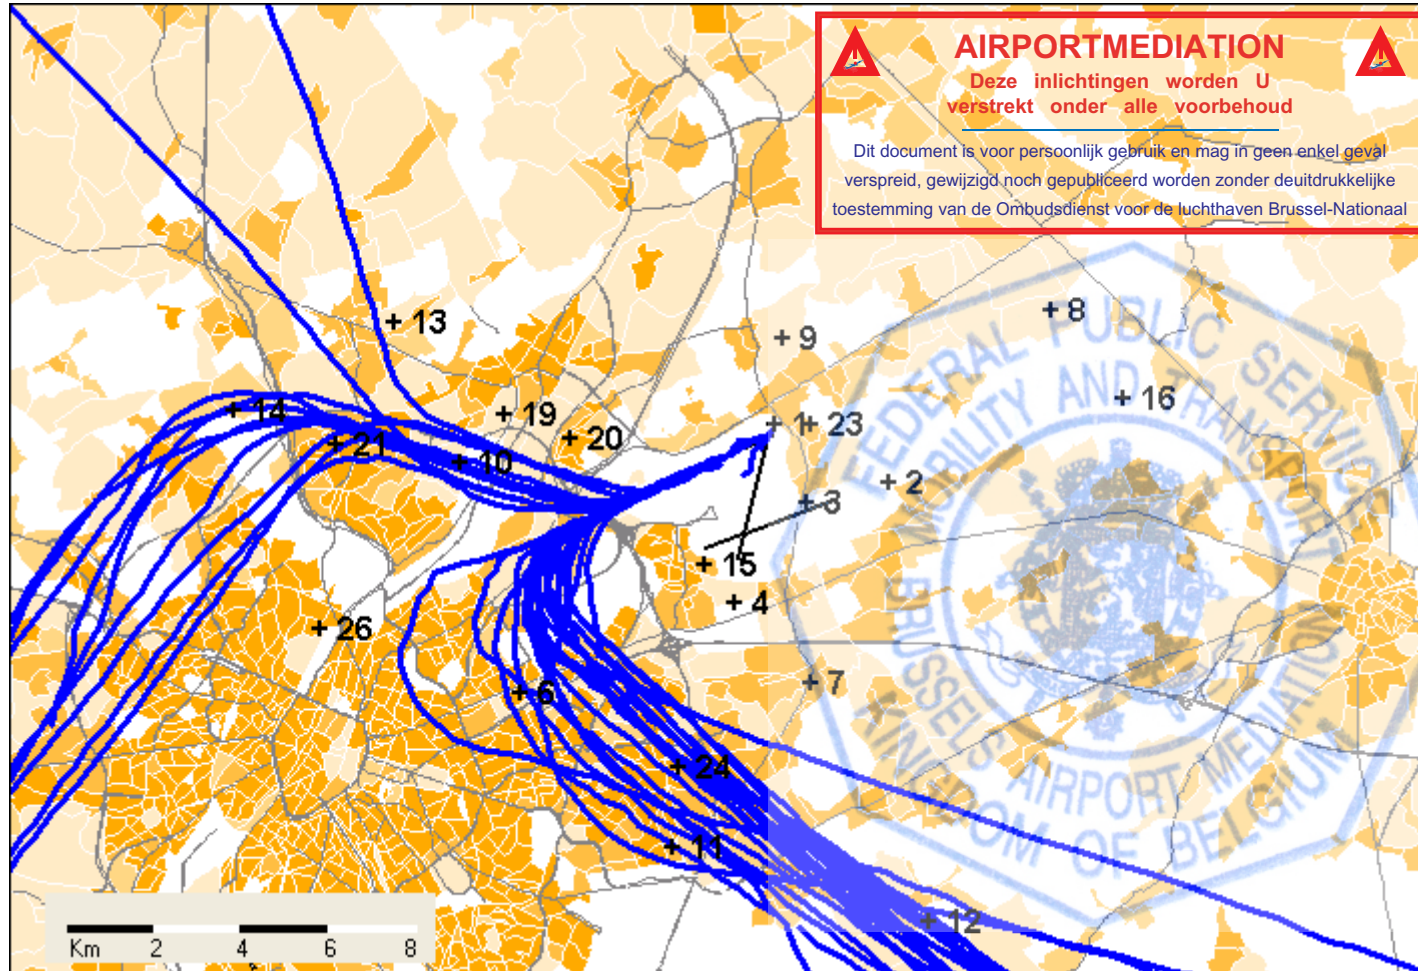 AIRPORTMEDIATION
Deze inlichtingen worden U
verstrekt onder alle voorbehoud
Dit document is voor persoonlijk gebruik en mag in geen enkel geval
verspreid, gewijzigd noch gepubliceerd worden zonder deuitdrukkelijke
toestemming van de Ombudsdienst voor de luchthaven Brussel-Nationaal
FEDERAL PUBLIC SERVICE
MOBILITY AND TRANSPORT
BRUSSELS AIRPORT MEDIATION
KINGDOM OF BELGIUM
+ 8
+ 13
+ 9
+ 16
+ 14
+ 19
+ 1
+ 23
+ 20
+ 21
+ 10
+ 2
+ 3
+ 15
+ 4
+ 26
+ 7
+ 6
+ 24
+ 11
+ 12
Km 2 4 6 8